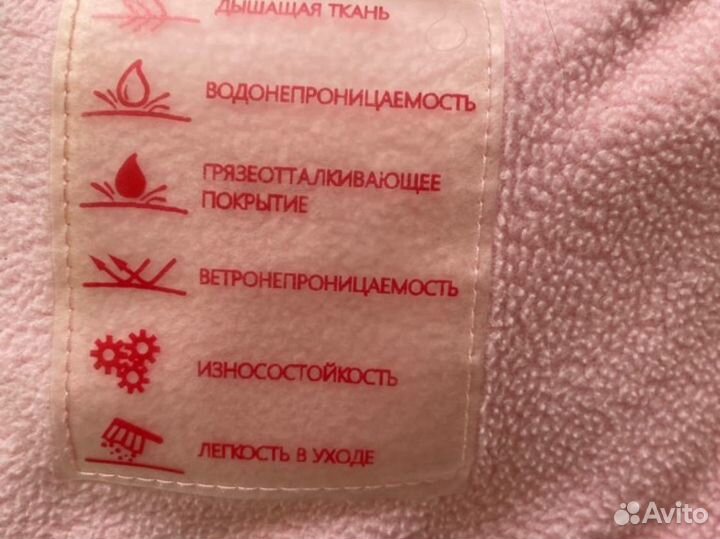 ДЫШАЩАЯ ТКАНЬ
ВОДОНЕПРОНИЦАЕМОСТЬ
ГРЯЗЕОТТАЛКИВАЮЩЕЕ
ПОКРЫТИЕ
ВЕТРОНЕПРОНИЦАЕМОСТЬ
ИЗНОСОСТОЙКОСТЬ
ЛЕГКОСТЬ В УХОДЕ
Avito